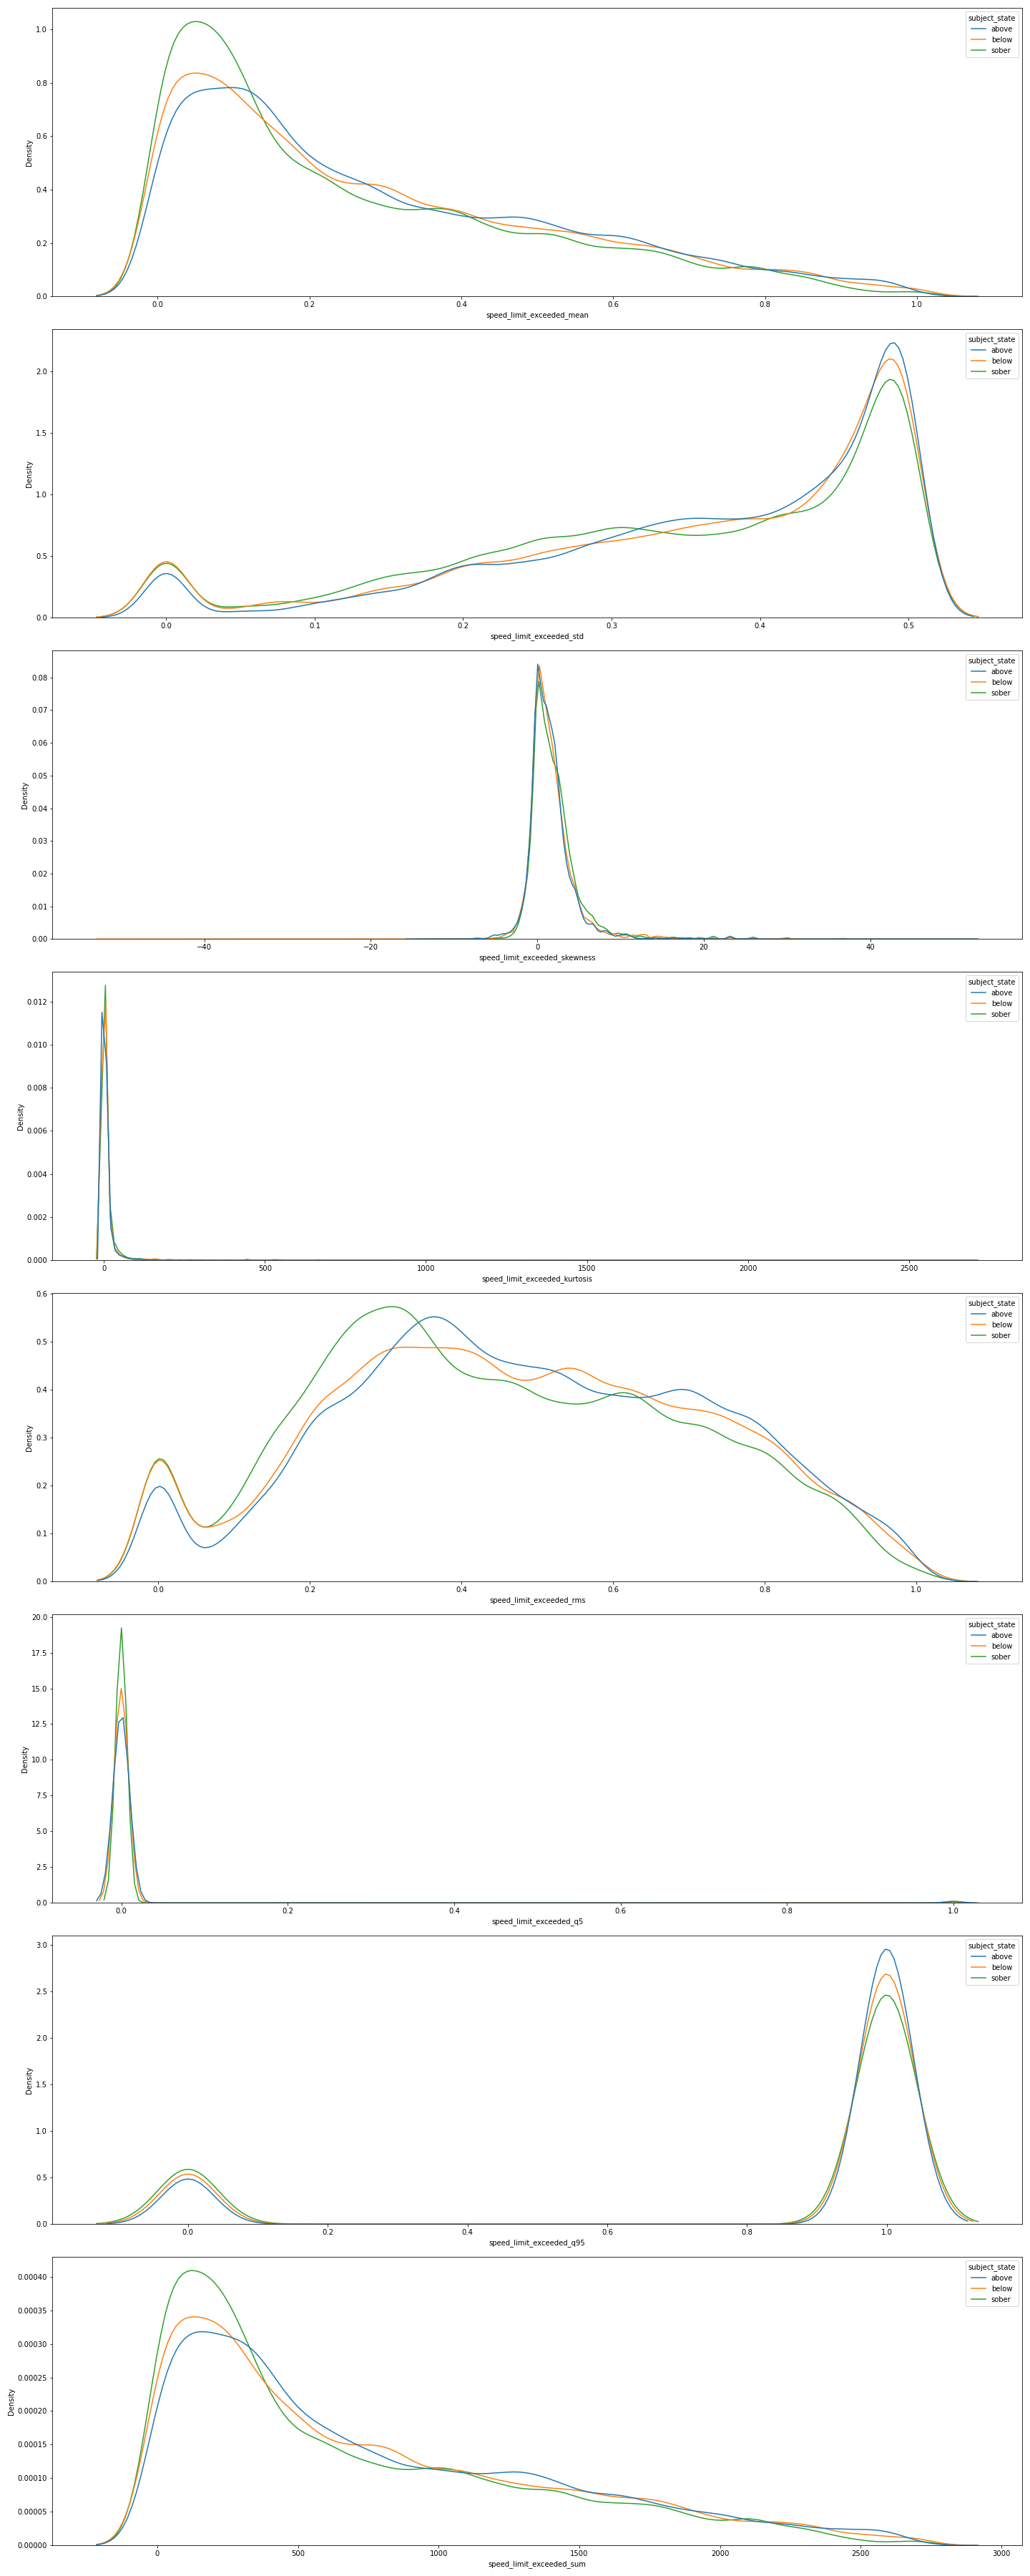 subject_state
above
below
sober
1.0
0.8
0.6
0.4
0.2
0.0
Density
0.0 0.2 0.4 0.6 0.8 1.0
speed_limit_exceeded_mean
subject_state
above
below
sober
2.0
1.5
1.0
0.5
0.0
Density
0.0 0.1 0.2 0.3 0.4 0.5
speed_limit_exceeded_std
subject_state
above
below
sober
0.08
0.07
0.06
0.05
0.04
0.03
0.02
0.01
0.00
Density
−40 −20 0 20 40
speed_limit_exceeded_skewness
subject_state
above
below
sober
0.012
0.010
0.008
0.006
0.004
0.002
0.000
Density
0 500 1000 1500 2000 2500
speed_limit_exceeded_kurtosis
subject_state
above
below
sober
0.6
0.5
0.4
0.3
0.2
0.1
0.0
Density
0.0 0.2 0.4 0.6 0.8 1.0
speed_limit_exceeded_rms
subject_state
above
below
sober
20.0
17.5
15.0
12.5
10.0
7.5
5.0
2.5
0.0
Density
0.0 0.2 0.4 0.6 0.8 1.0
speed_limit_exceeded_q5
subject_state
above
below
sober
3.0
2.5
2.0
1.5
1.0
0.5
0.0
Density
0.0 0.2 0.4 0.6 0.8 1.0
speed_limit_exceeded_q95
subject_state
above
below
sober
0.00040
0.00035
0.00030
0.00025
0.00020
0.00015
0.00010
0.00005
0.00000
Density
0 500 1000 1500 2000 2500 3000
speed_limit_exceeded_sum